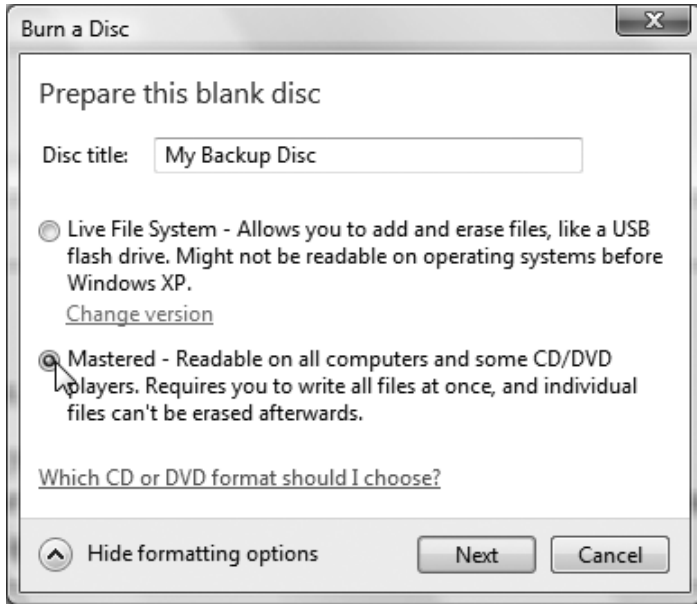 Burn a Disc
Prepare this blank disc
Disc title: My Backup Disc
Live File System - Allows you to add and erase files, like a USB
flash drive. Might not be readable on operating systems before
Windows XP.
Change version
Mastered - Readable on all computers and some CD/DVD
players. Requires you to write all files at once, and individual
files can't be erased afterwards.
Which CD or DVD format should I choose?
Hide formatting options Next Cancel